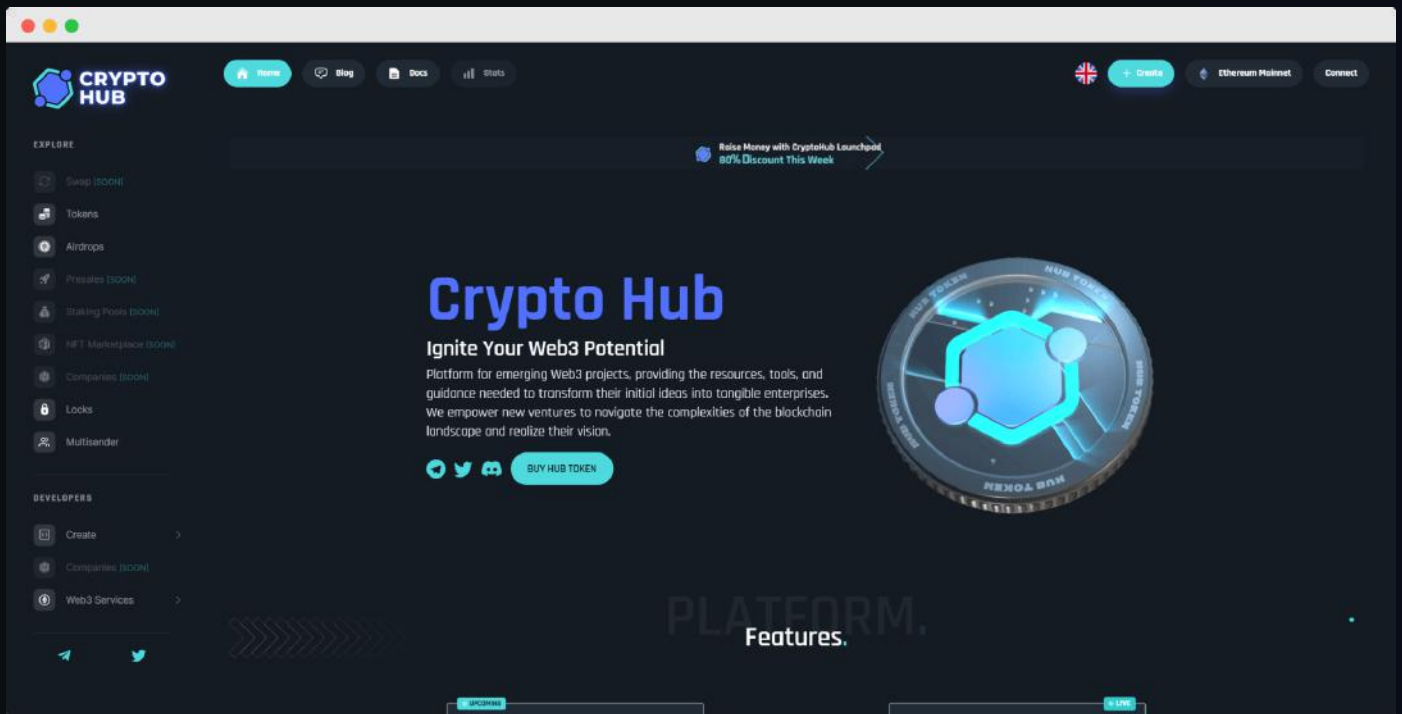 CRYPTO
HUB
Home
Blog
Docs
Stats
+ Create
Ethereum Mainnet
Connect
EXPLORE
Swap [SOON]
Tokens
Airdrops
Presales [SOON]
Staking Pools [SOON]
NFT Marketplace [SOON]
Companies [SOON]
Locks
Multisender
DEVELOPERS
Create
Companies [SOON]
Web3 Services
Raise Money with CryptoHub Launchpad
80% Discount This Week
Crypto Hub
Ignite Your Web3 Potential
Platform for emerging Web3 projects, providing the resources, tools, and
guidance needed to transform their initial ideas into tangible enterprises.
We empower new ventures to navigate the complexities of the blockchain
landscape and realize their vision.
BUY HUB TOKEN
HUB TOKEN
HUB TOKEN
HUB TOKEN
HUB TOKEN
HUB TOKEN
PLATFORM.
Features.
UPCOMING
LIVE